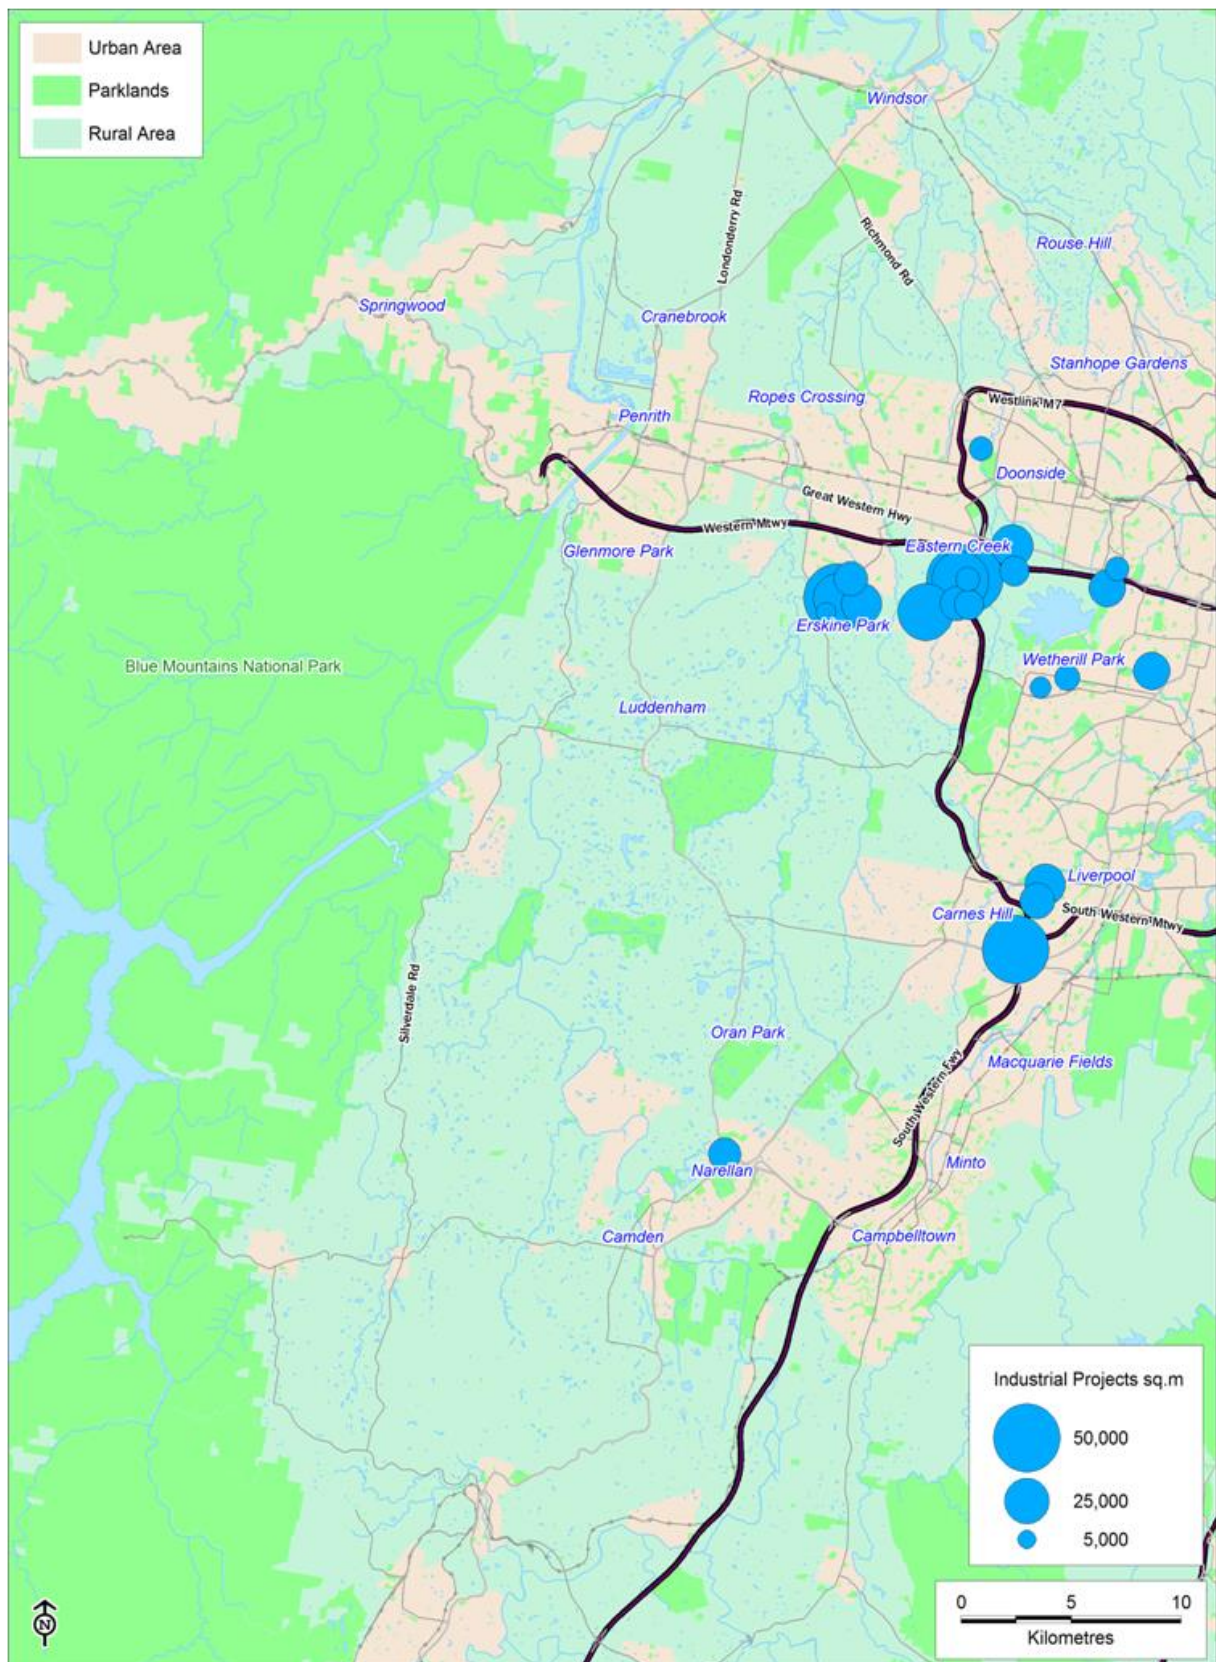 Urban Area
Parklands
Rural Area
Windsor
Londonderry Rd
Richmond Rd
Rouse Hill
Springwood
Cranebrook
Stanhope Gardens
Ropes Crossing
Westlink M7
Penrith
Doonside
Great Western Hwy
Western Mtwy
Glenmore Park
Eastern Creek
Erskine Park
Blue Mountains National Park
Wetherill Park
Luddenham
Liverpool
Carnes Hill
South Western Mtwy
Silverdale Rd
Oran Park
Macquarie Fields
South Western Fwy
Narellan
Minto
Camden
Campbelltown
Industrial Projects sq.m
50,000
25,000
5,000
0 5 10
Kilometres
N